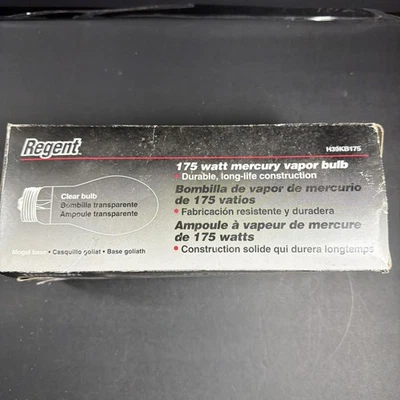 Regent
H39KB175
175 watt mercury vapor bulb
• Durable, long-life construction
Bombilla de vapor de mercurio
de 175 vatios
• Fabricación resistente y duradera
Ampoule à vapeur de mercure
de 175 watts
• Construction solide qui durera longtemps
Clear bulb
Bombilla transparente
Ampoule transparente
Mogul base • Casquillo goliat • Base goliath